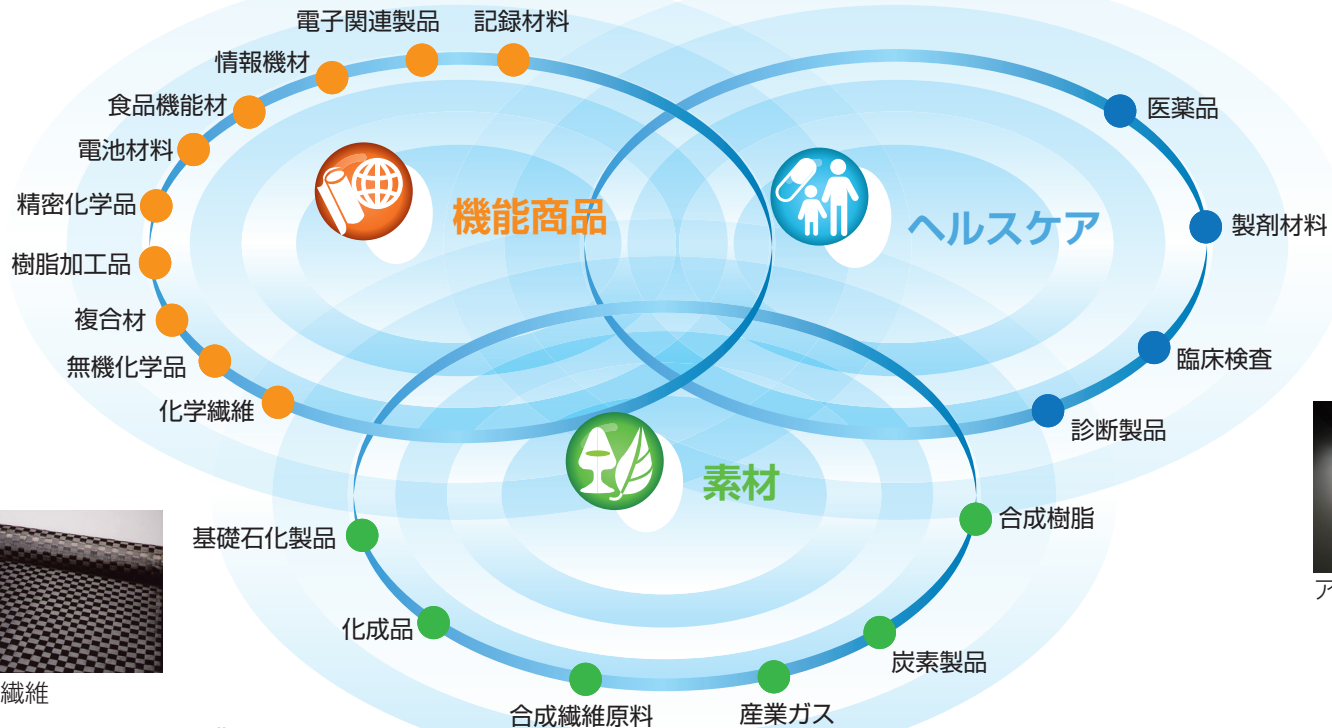 電子関連製品
記録材料
情報機材
食品機能材
電池材料
精密化学品
樹脂加工品
複合材
無機化学品
化学繊維
機能商品
ヘルスケア
医薬品
製剤材料
臨床検査
診断製品
素材
基礎石化製品
化成品
合成繊維原料
産業ガス
炭素製品
合成樹脂
繊維
ア